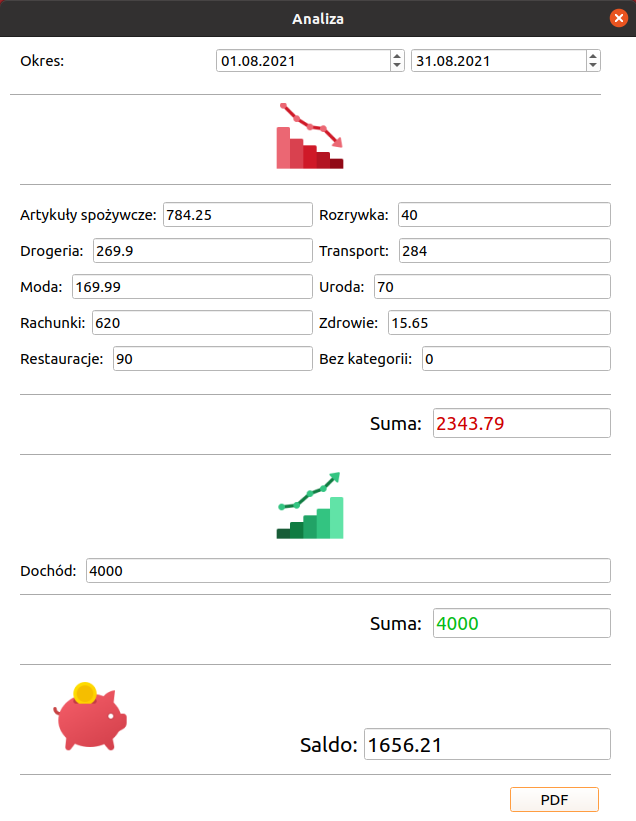 Analiza
Okres: 01.08.2021 31.08.2021
Artykuły spożywcze: 784.25 Rozrywka: 40
Drogeria: 269.9 Transport: 284
Moda: 169.99 Uroda: 70
Rachunki: 620 Zdrowie: 15.65
Restauracje: 90 Bez kategorii: 0
Suma: 2343.79
Dochód: 4000
Suma: 4000
Saldo: 1656.21
PDF